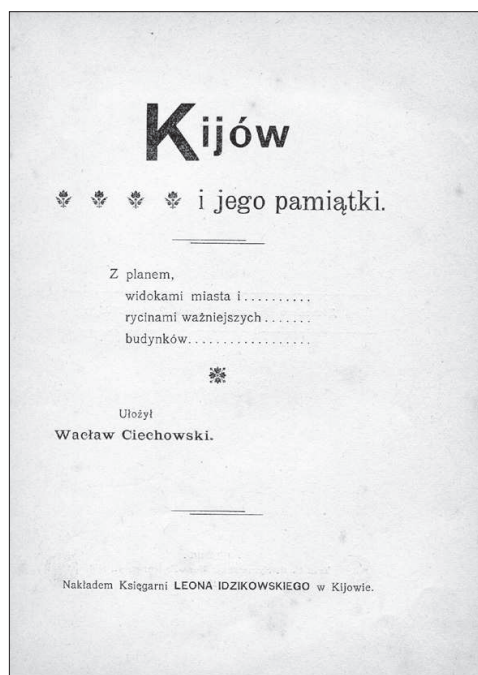 Kijów
i jego pamiątki.
Z planem,
widokami miasta i..........
rycinami ważniejszych.......
budynków..................
Ułożył
Wacław Ciechowski.
Nakładem Księgarni LEONA IDZIKOWSKIEGO w Kijowie.